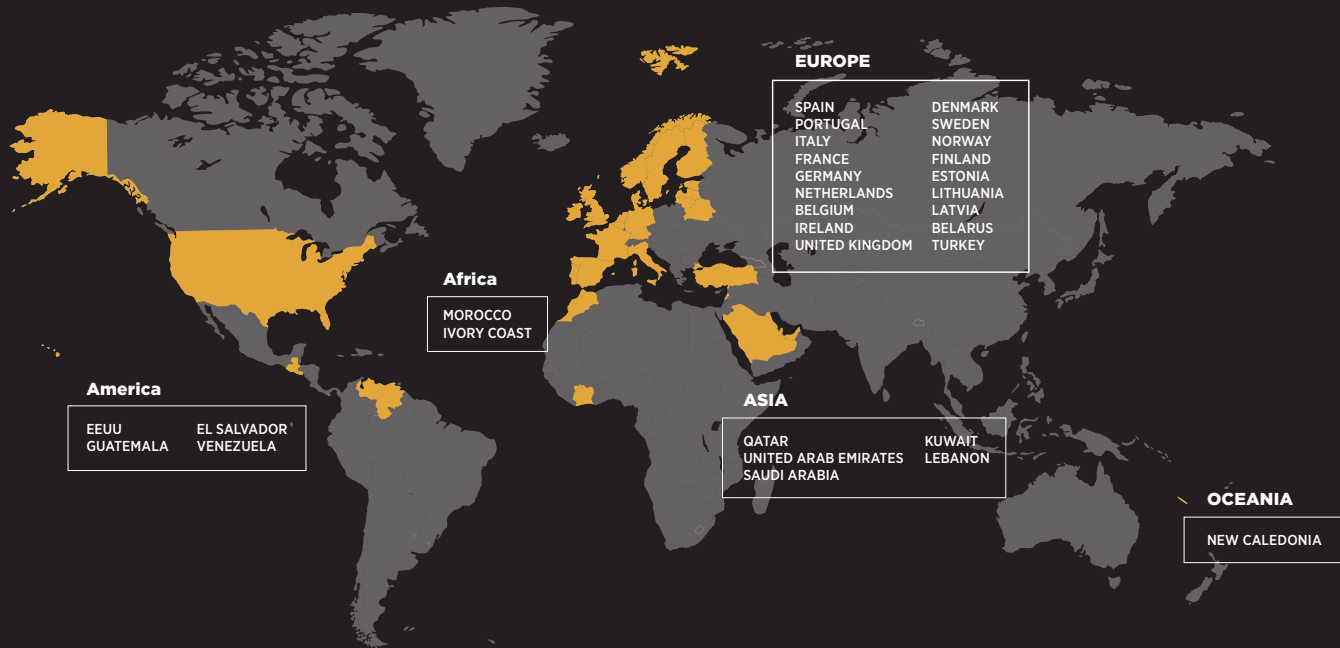 EUROPE
SPAIN
PORTUGAL
ITALY
FRANCE
GERMANY
NETHERLANDS
BELGIUM
IRELAND
UNITED KINGDOM
DENMARK
SWEDEN
NORWAY
FINLAND
ESTONIA
LITHUANIA
LATVIA
BELARUS
TURKEY
Africa
MOROCCO
IVORY COAST
America
EEUU
GUATEMALA
EL SALVADOR
VENEZUELA
ASIA
QATAR
UNITED ARAB EMIRATES
SAUDI ARABIA
KUWAIT
LEBANON
OCEANIA
NEW CALEDONIA